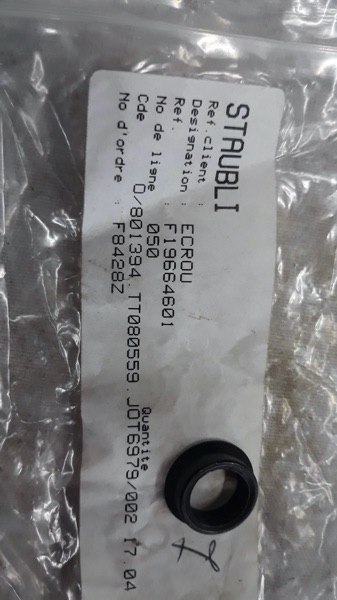 STAUBLI
Ref.client :
Designation : ECROU
Ref. : F19664601
No de ligne : 050
Quantite
Cde 0/801394.TT080559.JOT6979/002 17.04
No d'ordre : F8428Z